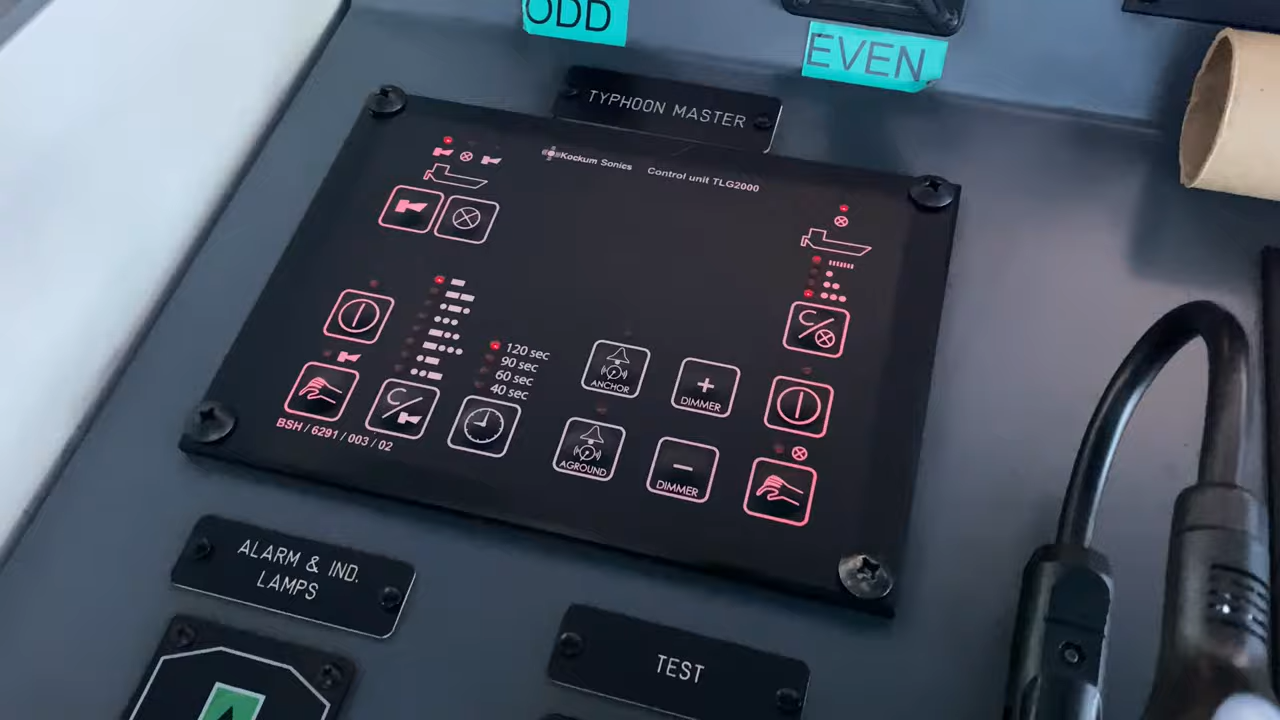 ODD
EVEN
TYPHOON MASTER
Kockum Sonics Control unit TLG2000
120 sec
90 sec
60 sec
40 sec
ANCHOR
DIMMER
AGROUND
DIMMER
BSH / 6291 / 003 / 02
ALARM & IND.
LAMPS
TEST